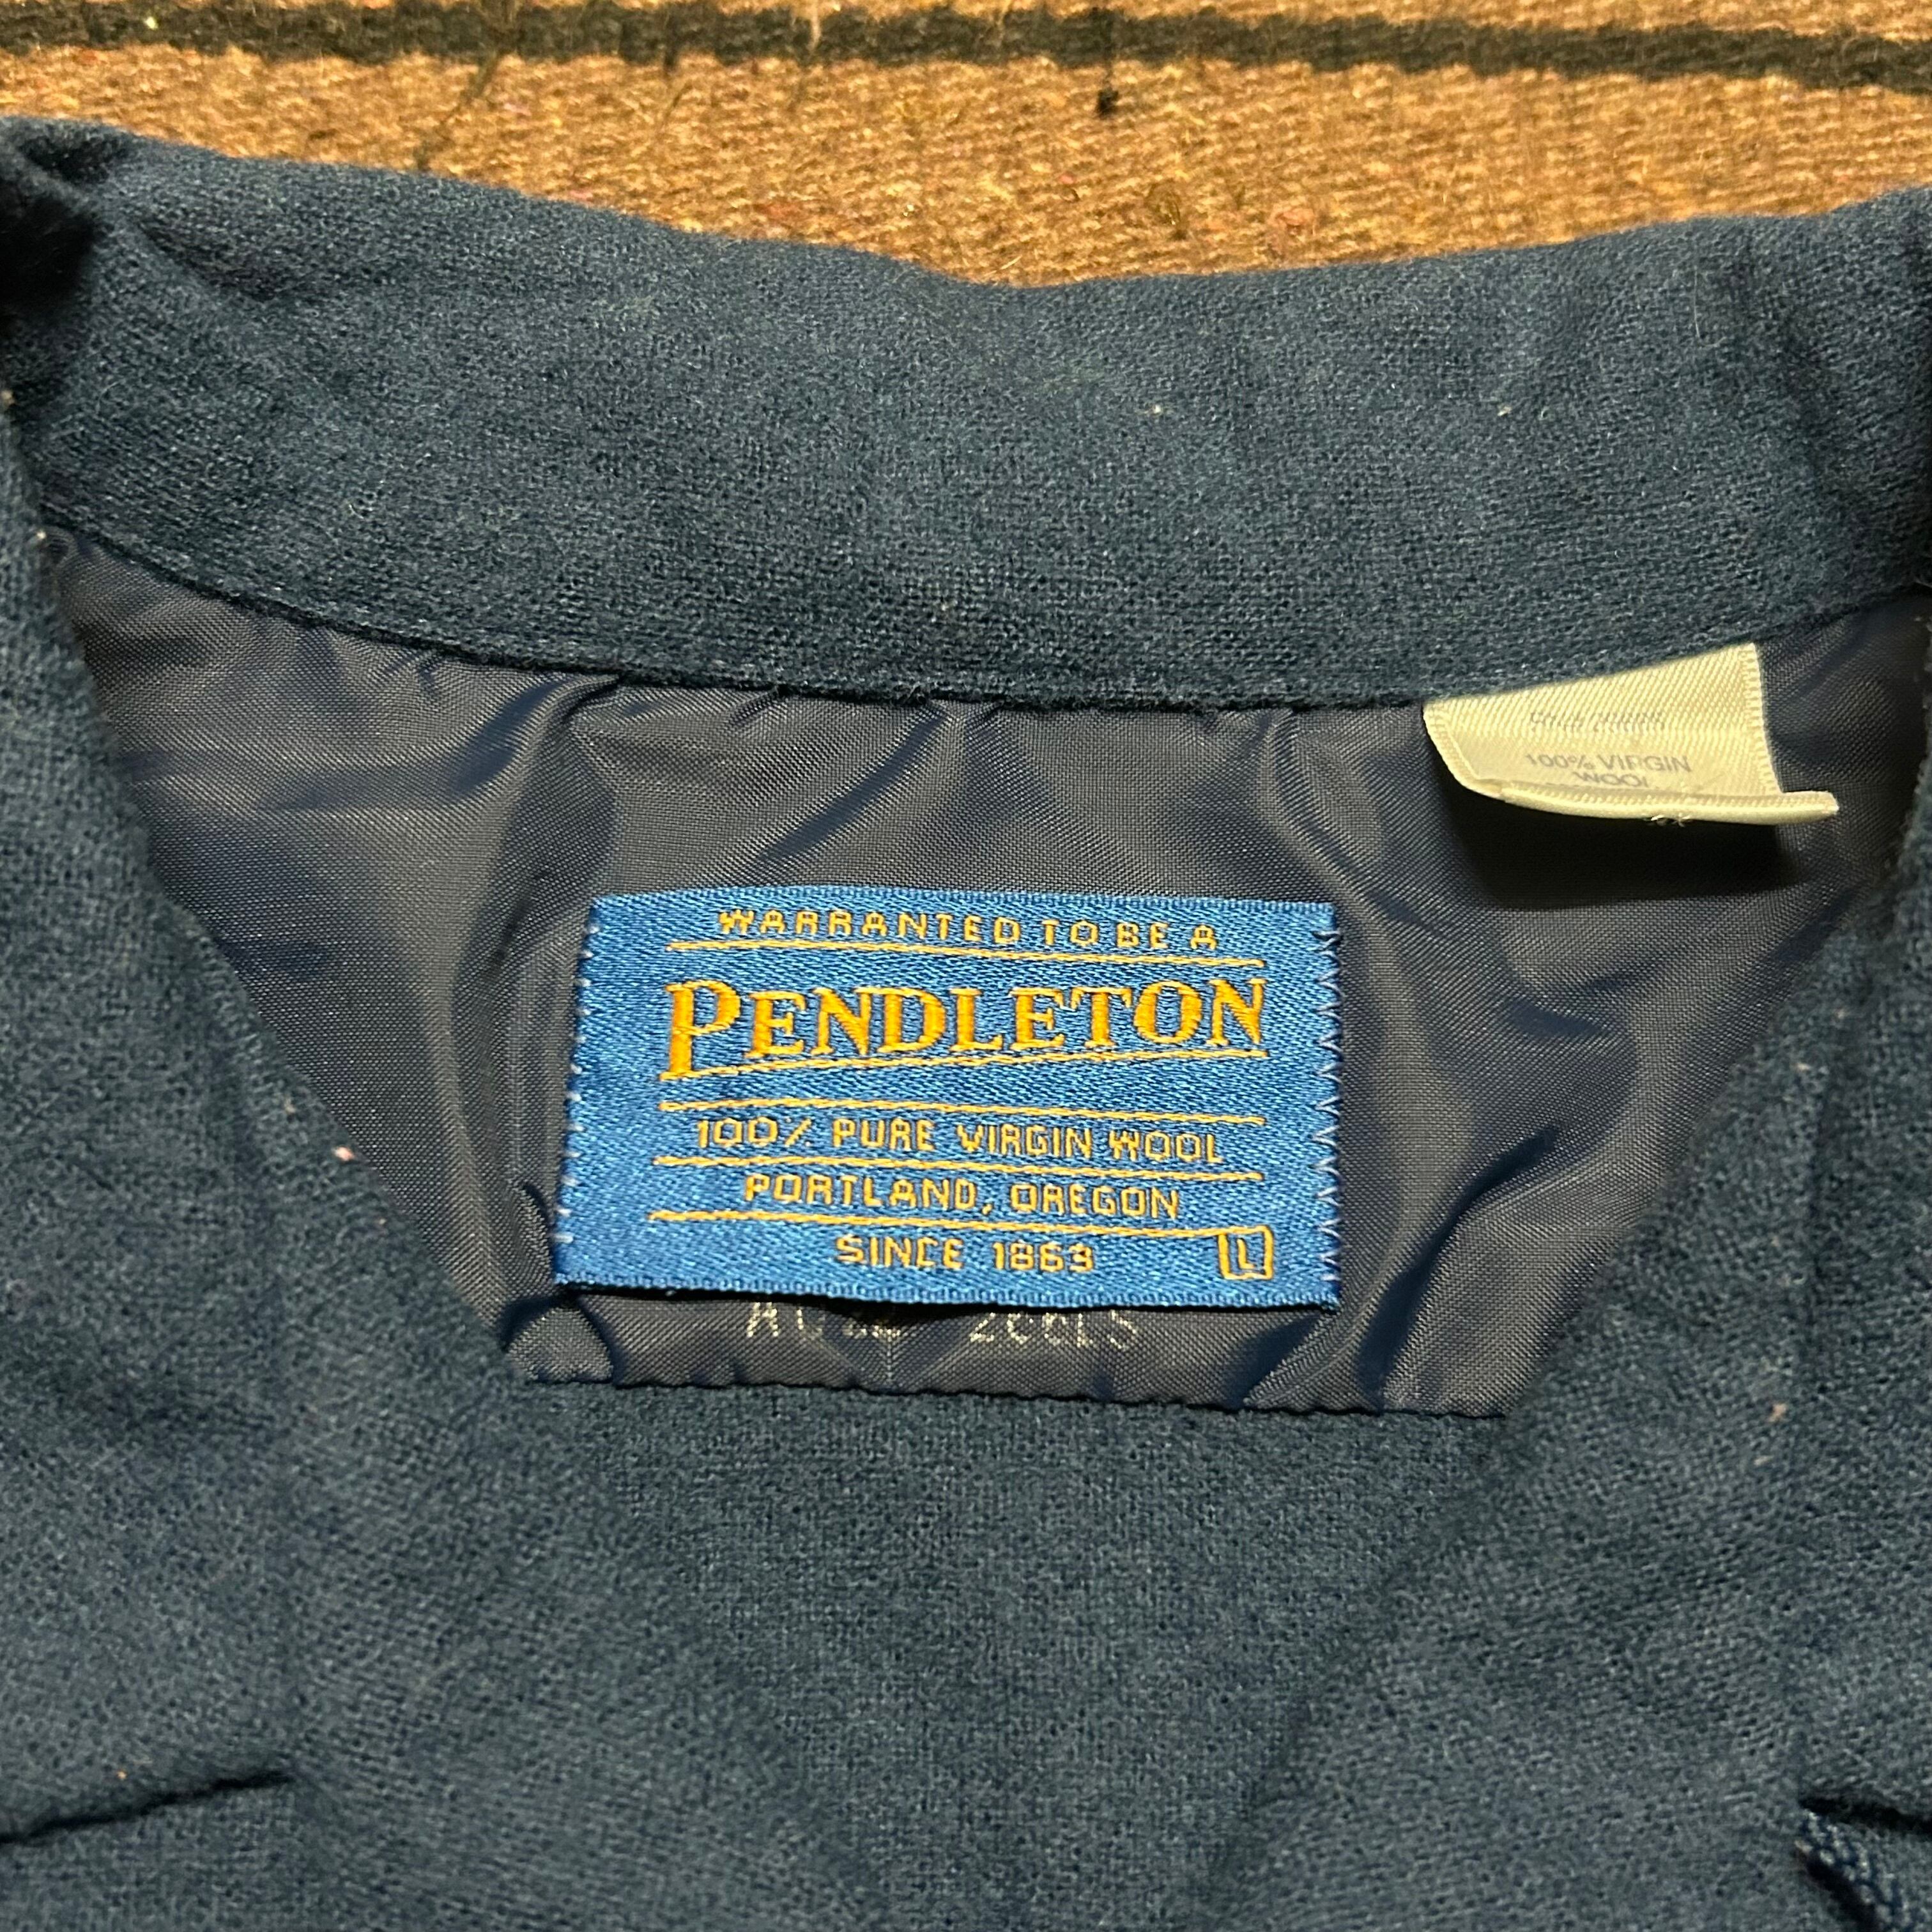 100% VIRGIN
WOOL
WARRANTED TO BE A
PENDLETON
100% PURE VIRGIN WOOL
PORTLAND, OREGON
SINCE 1863 L